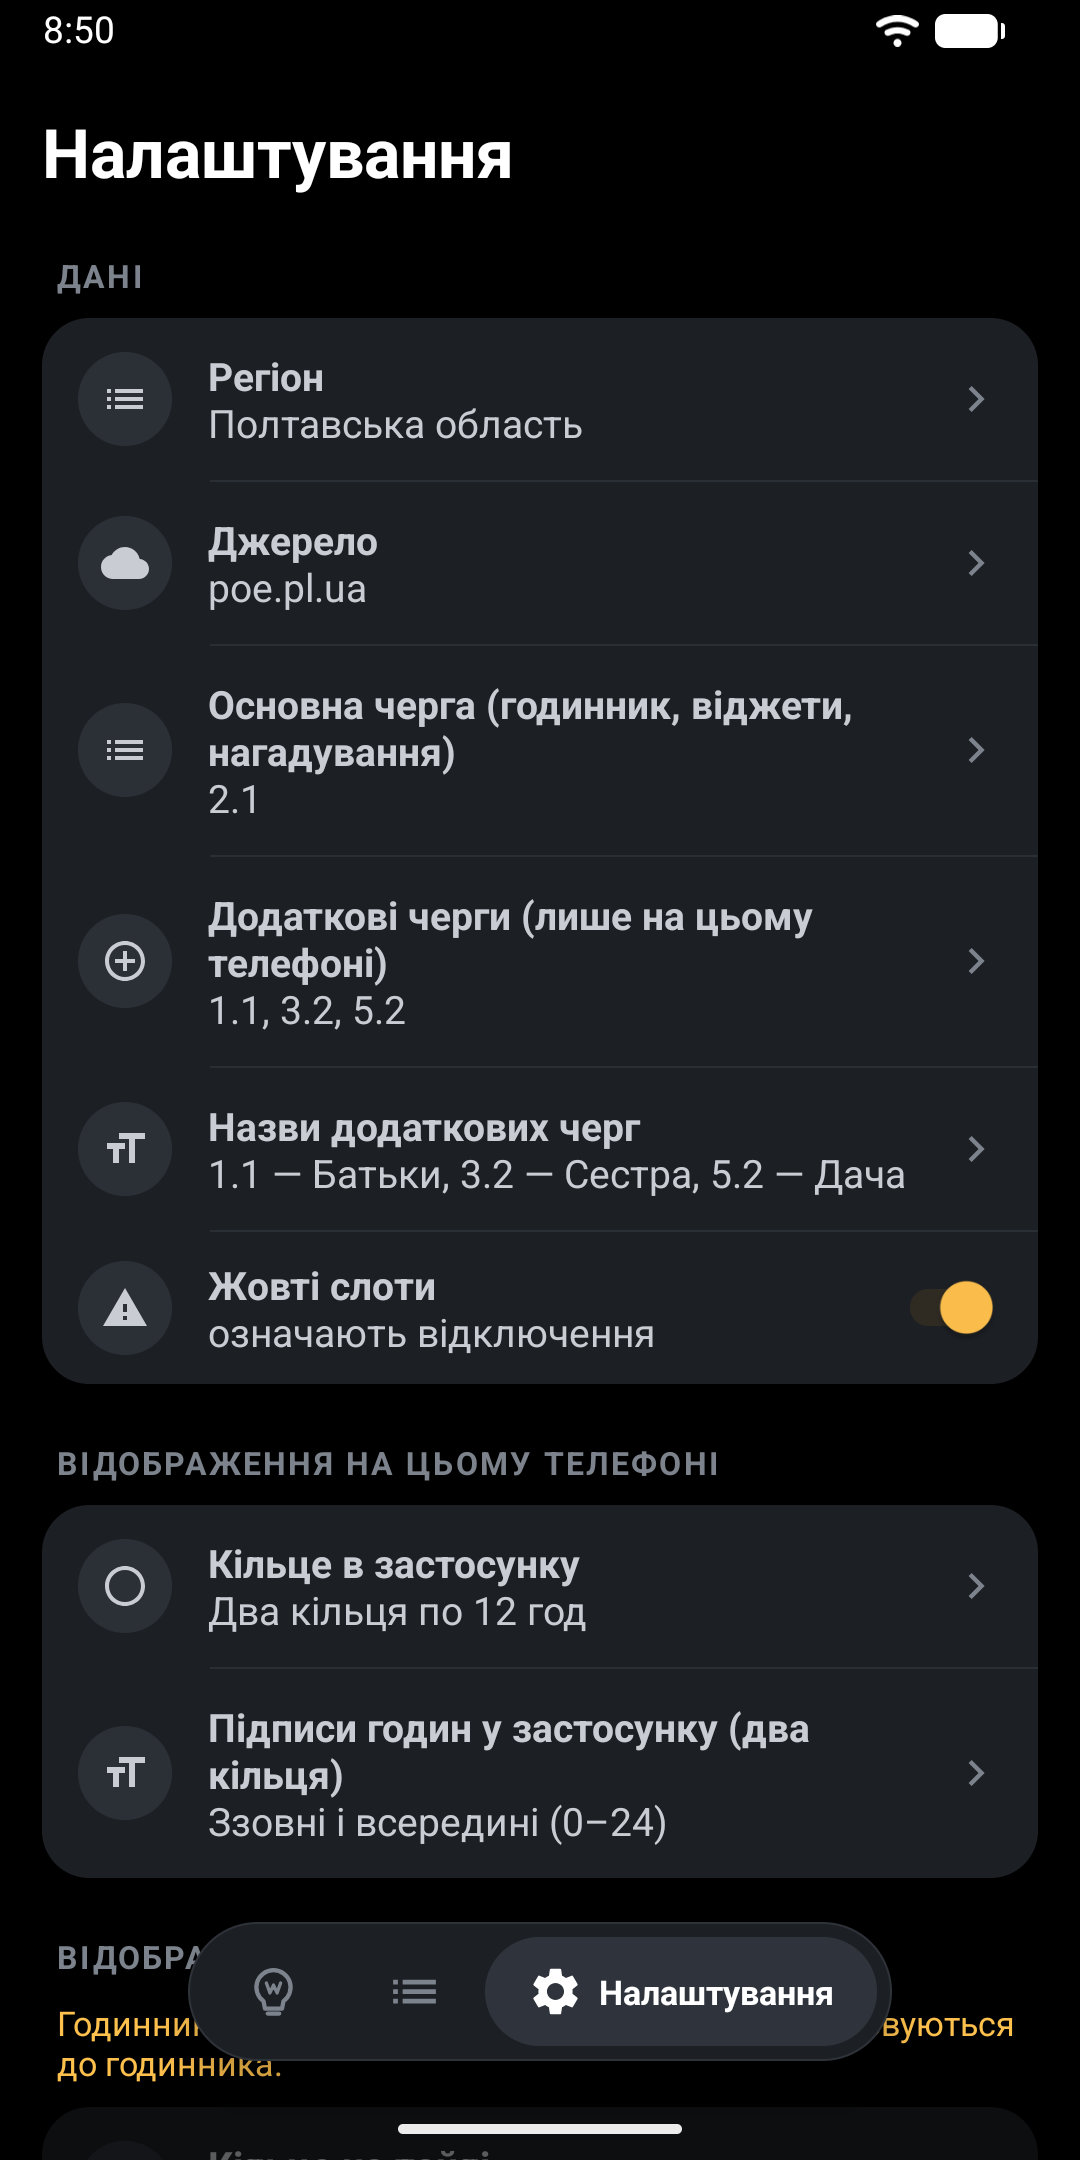 8:50
Налаштування
ДАНІ
Регіон
Полтавська область
Джерело
poe.pl.ua
Основна черга (годинник, віджети,
нагадування)
2.1
Додаткові черги (лише на цьому
телефоні)
1.1, 3.2, 5.2
Назви додаткових черг
1.1 — Батьки, 3.2 — Сестра, 5.2 — Дача
Жовті слоти
означають відключення
ВІДОБРАЖЕННЯ НА ЦЬОМУ ТЕЛЕФОНІ
Кільце в застосунку
Два кільця по 12 год
Підписи годин у застосунку (два
кільця)
Ззовні і всередині (0–24)
Налаштування
до годинника.